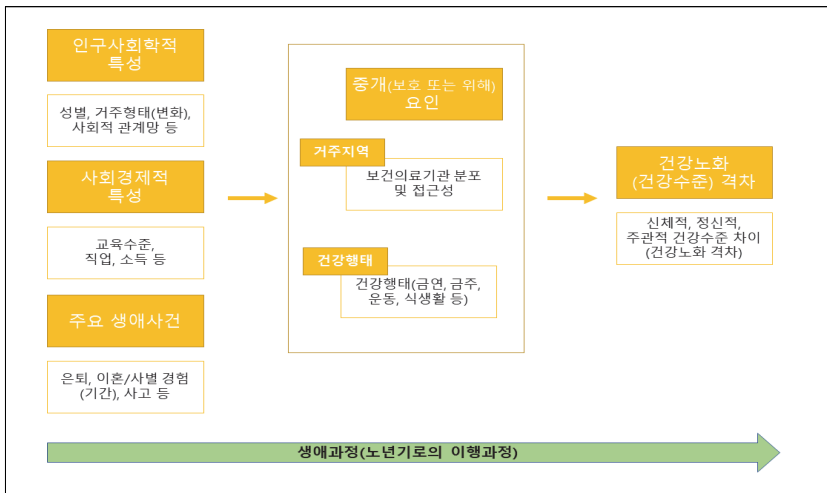 인구사회학적
특성
성별, 거주형태(변화),
사회적 관계망 등
사회경제적
특성
교육수준,
직업, 소득 등
주요 생애사건
은퇴, 이혼/사별 경험
(기간), 사고 등
중개(보호 또는 위해)
요인
거주지역
보건의료기관 분포
및 접근성
건강행태
건강행태(금연, 금주,
운동, 식생활 등)
건강노화
(건강수준) 격차
신체적, 정신적,
주관적 건강수준 차이
(건강노화 격차)
생애과정(노년기로의 이행과정)